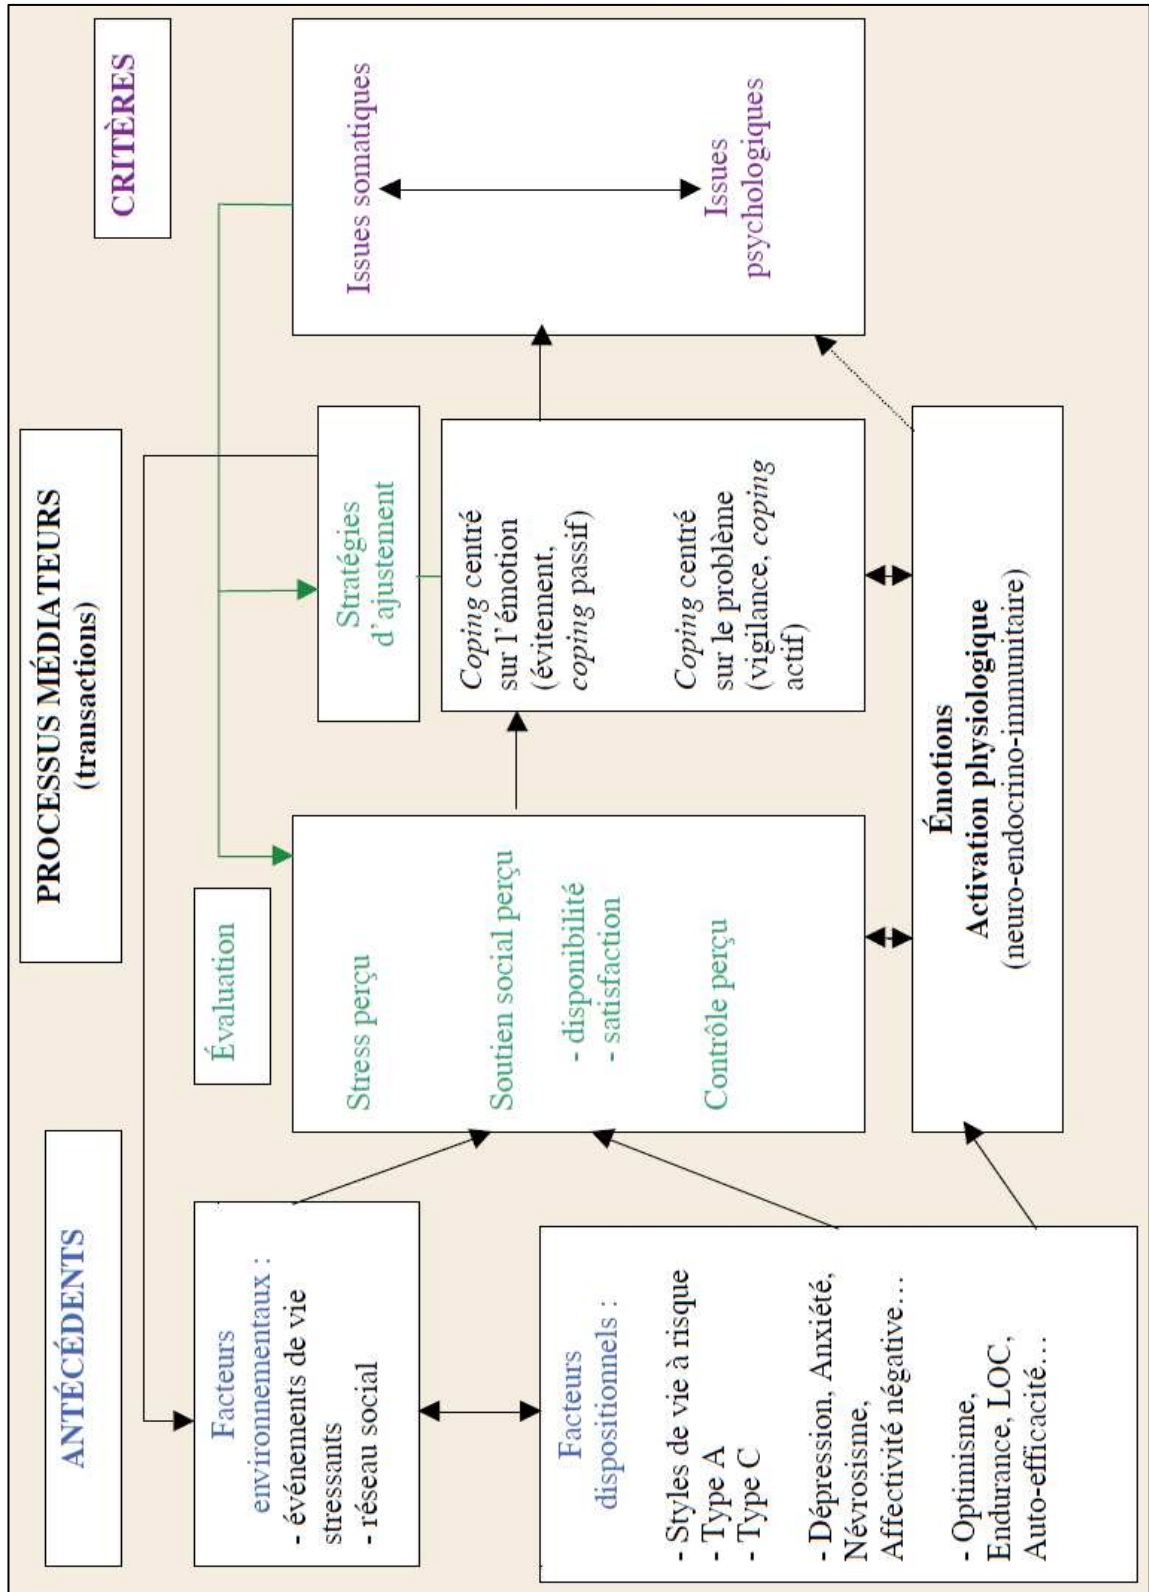 ANTÉCÉDENTS
PROCESSUS MÉDIATEURS
(transactions)
CRITÈRES
Facteurs
environnementaux :
- événements de vie
stressants
- réseau social
Facteurs
dispositionnels :
- Styles de vie à risque
- Type A
- Type C
- Dépression, Anxiété,
Névrosisme,
Affectivité négative…
- Optimisme,
Endurance, LOC,
Auto-efficacité…
Évaluation
Stress perçu
Soutien social perçu
- disponibilité
- satisfaction
Contrôle perçu
Stratégies
d'ajustement
Coping centré
sur l'émotion
(évitement,
coping passif)
Coping centré
sur le problème
(vigilance, coping
actif)
Émotions
Activation physiologique
(neuro-endocrino-immunitaire)
Issues somatiques
Issues
psychologiques